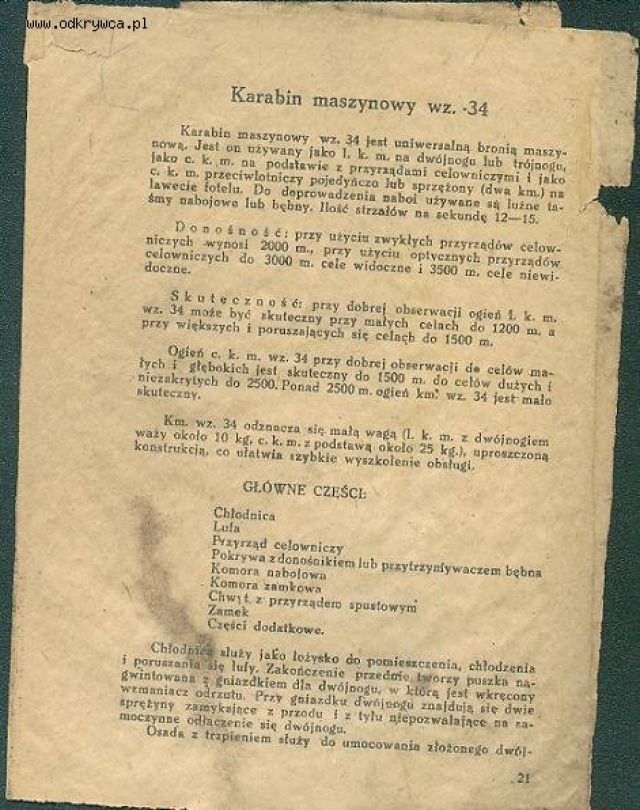 www.odkrywca.pl
Karabin maszynowy wz. ·34
Karabin maszynowy wz. 34 jest uniwersalną bronią maszy-
nową. Jest on używany jako l. k. m. na dwójnogu lub trójnogu,
jako c. k. m. na podstawie z przyrządami celowniczymi i jako
c. k. m. przeciwlotniczy pojedyńczo lub sprzężony (dwa km.) na
lawecie fotelu. Do doprowadzenia naboi używane są luźne ta-
śmy nabojowe lub bębny. Ilość strzałów na sekundę 12—15.
Donośność: przy użyciu zwykłych przyrządów celow-
niczych wynosi 2000 m., przy użyciu optycznych przyrządów
celowniczych do 3000 m. cele widoczne i 3500 m. cele niewi-
doczne.
Skuteczność: przy dobrej obserwacji ogień l. k. m.
wz. 34 może być skuteczny przy małych celach do 1200 m. a
przy większych i poruszających się celach do 1500 m.
Ogień c. k. m. wz. 34 przy dobrej obserwacji do celów ma-
łych i głębokich jest skuteczny do 1500 m. do celów dużych i
niezakrytych do 2500. Ponad 2500 m. ogień km. wz. 34 jest mało
skuteczny.
Km. wz. 34 odznacza się małą wagą (l. k. m. z dwójnogiem
waży około 10 kg, c. k. m. z podstawą około 25 kg.), uproszczoną
konstrukcją, co ułatwia szybkie wyszkolenie obsługi.
GŁÓWNE CZĘŚCI:
Chłodnica
Lufa
Przyrząd celowniczy
Pokrywa z donośnikiem lub przytrzymywaczem bębna
Komora nabojowa
Komora zamkowa
Chwyt z przyrządem spustowym
Zamek
Części dodatkowe.
Chłodnica służy jako łożysko do pomieszczenia, chłodzenia
i poruszania się lufy. Zakończenie przednie tworzy puszka na-
gwintowana z gniazdkiem dla dwójnogu, w którą jest wkręcony
wzmaniacz odrzutu. Przy gniazdku dwójnogu znajdują się dwie
sprężyny zamykające z przodu i z tyłu niepozwalające na sa-
moczynne odłączenie się dwójnogu.
Osada z trzpieniem służy do umocowania złożonego dwój-
21